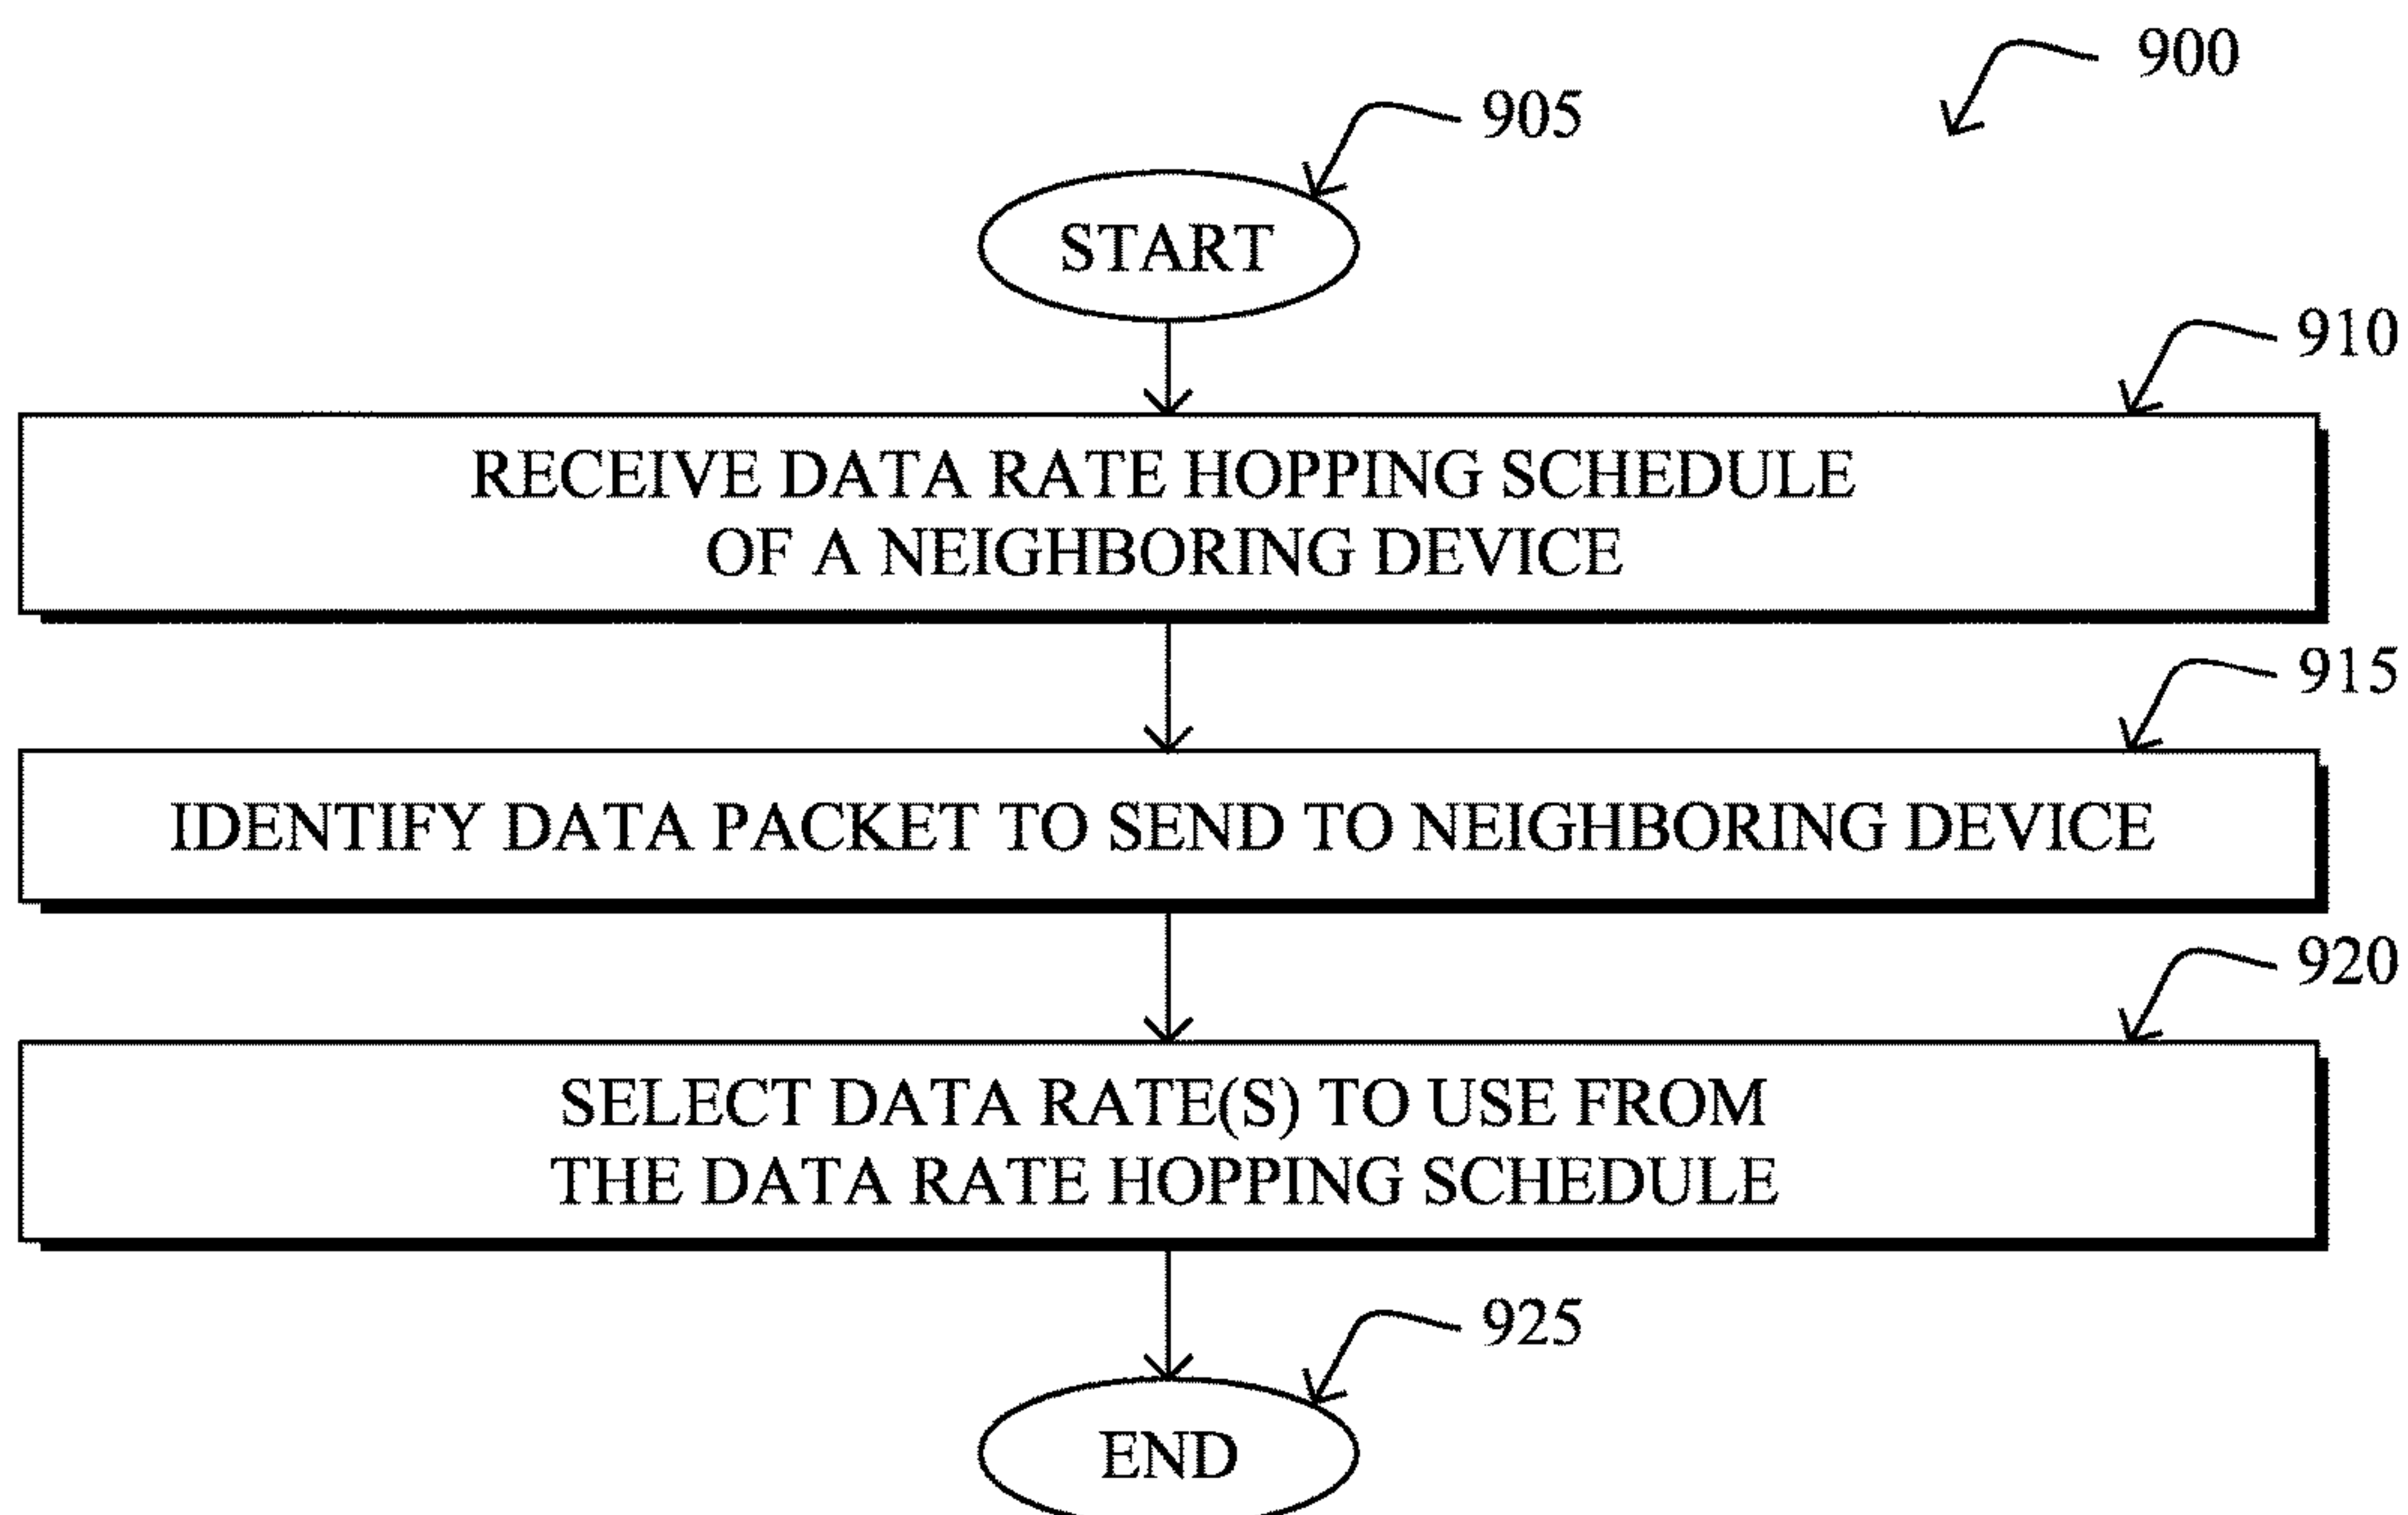 900
905
START
910
RECEIVE DATA RATE HOPPING SCHEDULE
OF A NEIGHBORING DEVICE
915
IDENTIFY DATA PACKET TO SEND TO NEIGHBORING DEVICE
920
SELECT DATA RATE(S) TO USE FROM
THE DATA RATE HOPPING SCHEDULE
925
END